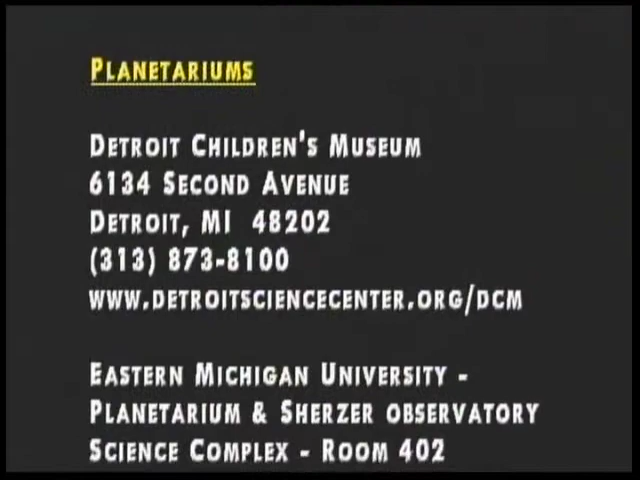 Planetariums
Detroit Children's Museum
6134 Second Avenue
Detroit, MI 48202
(313) 873-8100
www.detroitsciencecenter.org/dcm
Eastern Michigan University -
Planetarium & Sherzer observatory
Science Complex - Room 402